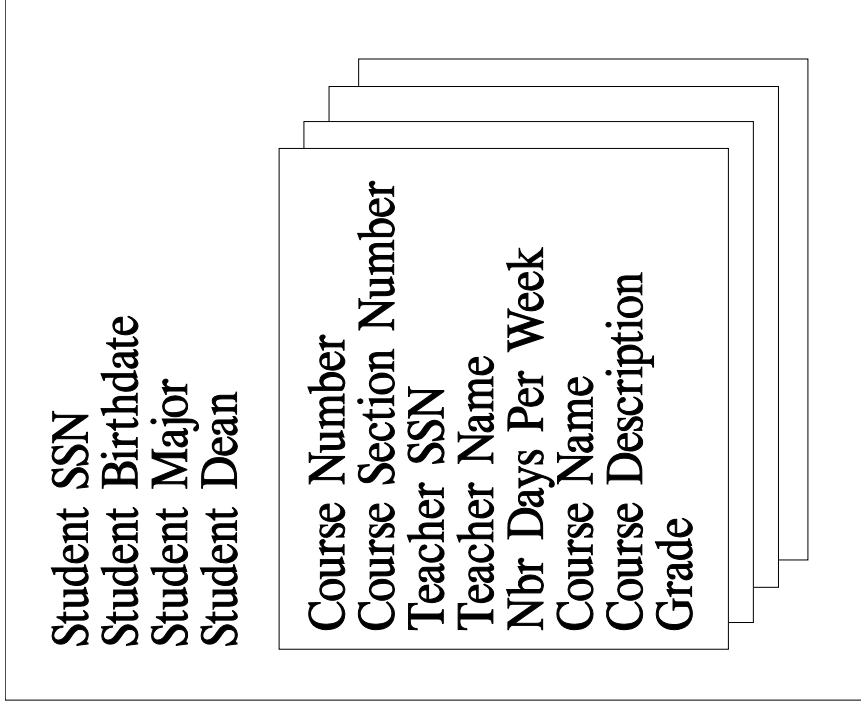 Student SSN
Student Birthdate
Student Major
Student Dean
Course Number
Course Section Number
Teacher SSN
Teacher Name
Nbr Days Per Week
Course Name
Course Description
Grade